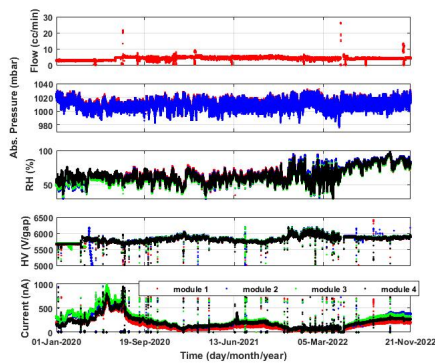 Flow (cc/min)
30
20
10
0
Abs. Pressure (mbar)
1040
1020
1000
980
RH (%)
100
50
HV (V/gap)
6500
6000
5500
5000
Current (nA)
1000
500
0
module 1 module 2 module 3 module 4
01-Jan-2020 19-Sep-2020 13-Jun-2021 05-Mar-2022 21-Nov-2022
Time (day/month/year)